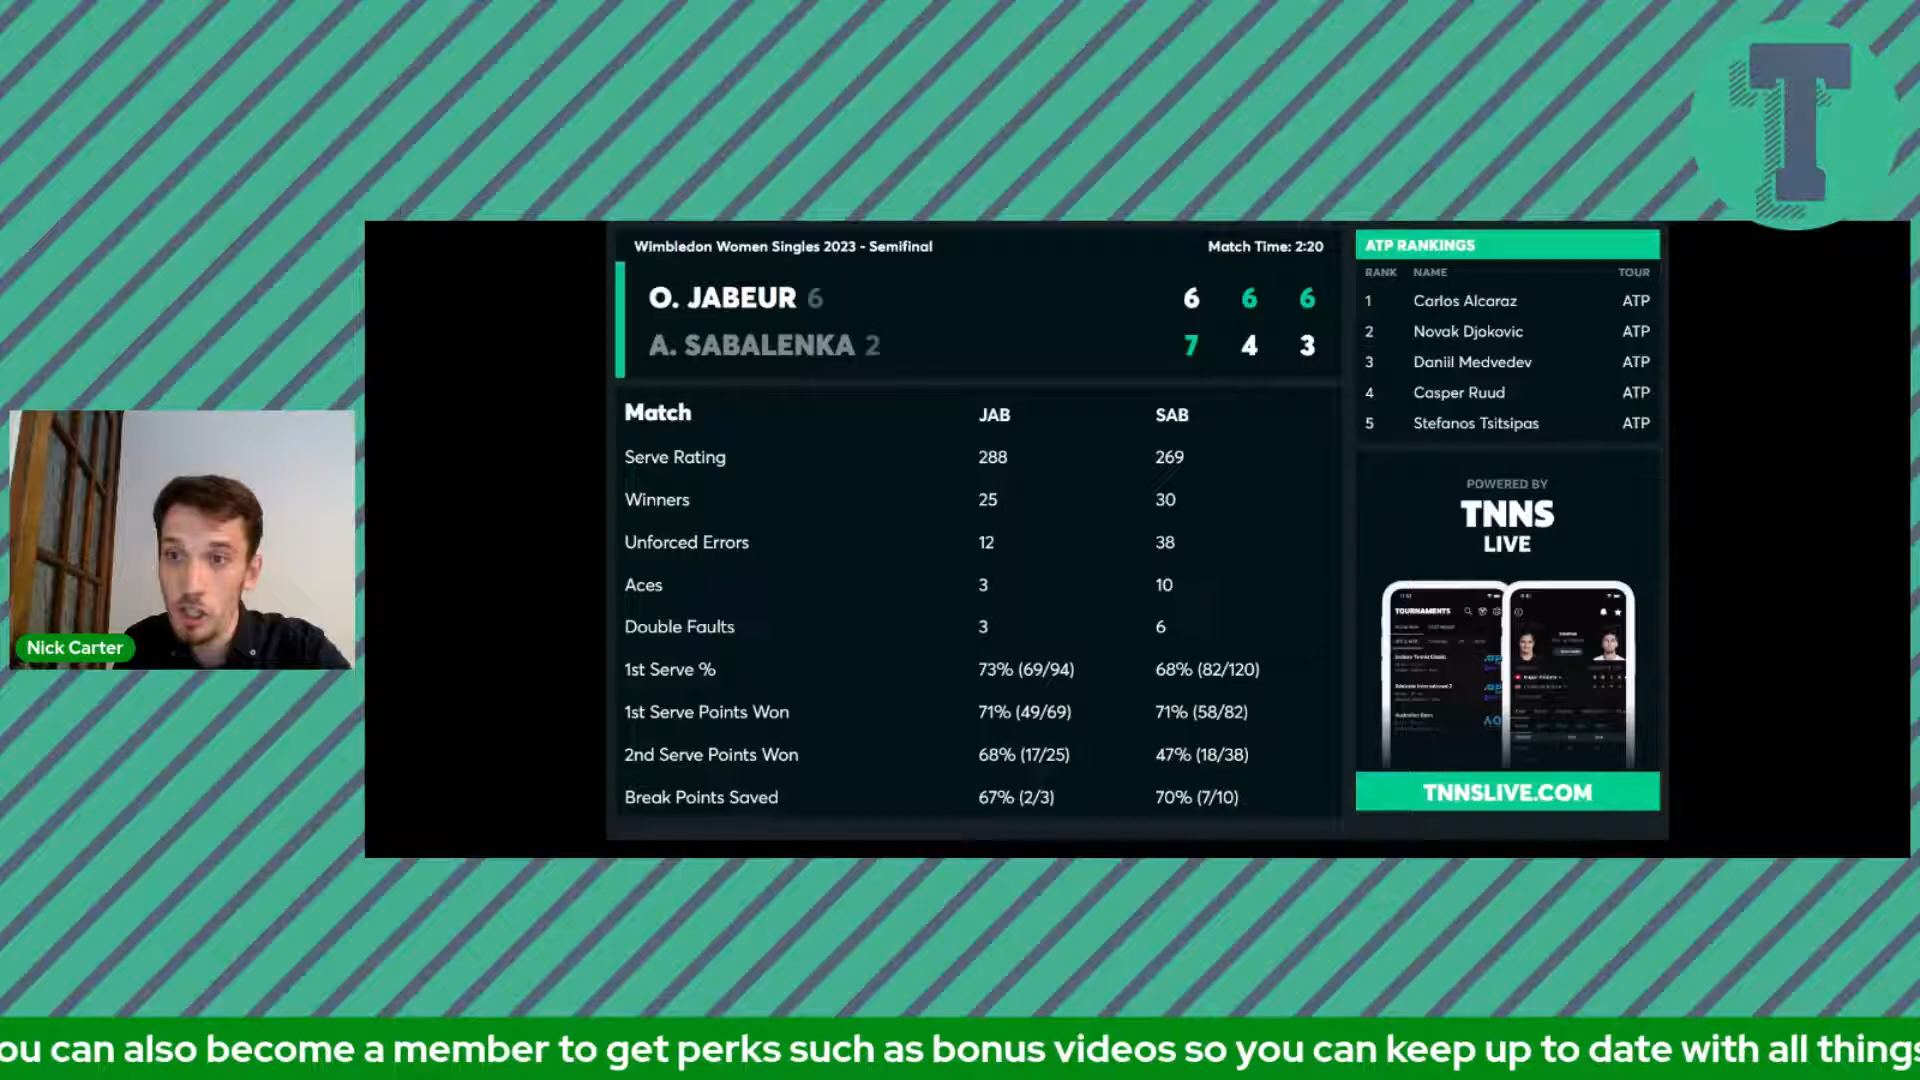 T
Wimbledon Women Singles 2023 - Semifinal Match Time: 2:20
O. JABEUR 6 6 6 6
A. SABALENKA 2 7 4 3
Match JAB SAB
Serve Rating 288 269
Winners 25 30
Unforced Errors 12 38
Aces 3 10
Double Faults 3 6
1st Serve % 73% (69/94) 68% (82/120)
1st Serve Points Won 71% (49/69) 71% (58/82)
2nd Serve Points Won 68% (17/25) 47% (18/38)
Break Points Saved 67% (2/3) 70% (7/10)
ATP RANKINGS
RANK NAME TOUR
1 Carlos Alcaraz ATP
2 Novak Djokovic ATP
3 Daniil Medvedev ATP
4 Casper Ruud ATP
5 Stefanos Tsitsipas ATP
POWERED BY
TNNS
LIVE
TOURNAMENTS
TNNSLIVE.COM
Nick Carter
ou can also become a member to get perks such as bonus videos so you can keep up to date with all things